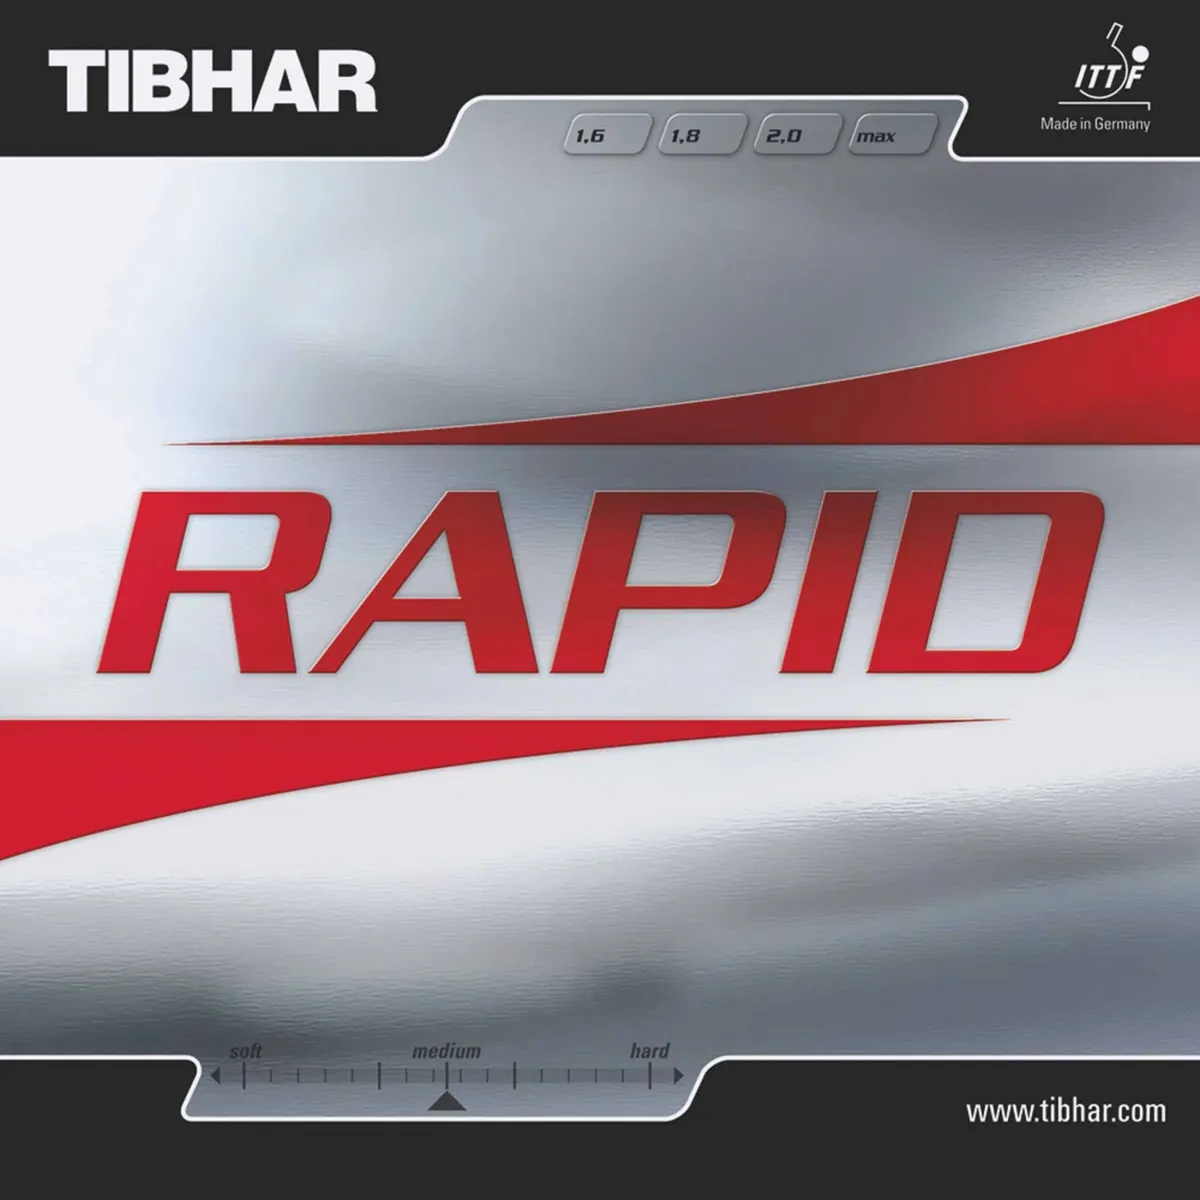 TIBHAR
ITTF
Made in Germany
1,6 1,8 2,0 max
RAPID
soft medium hard
www.tibhar.com